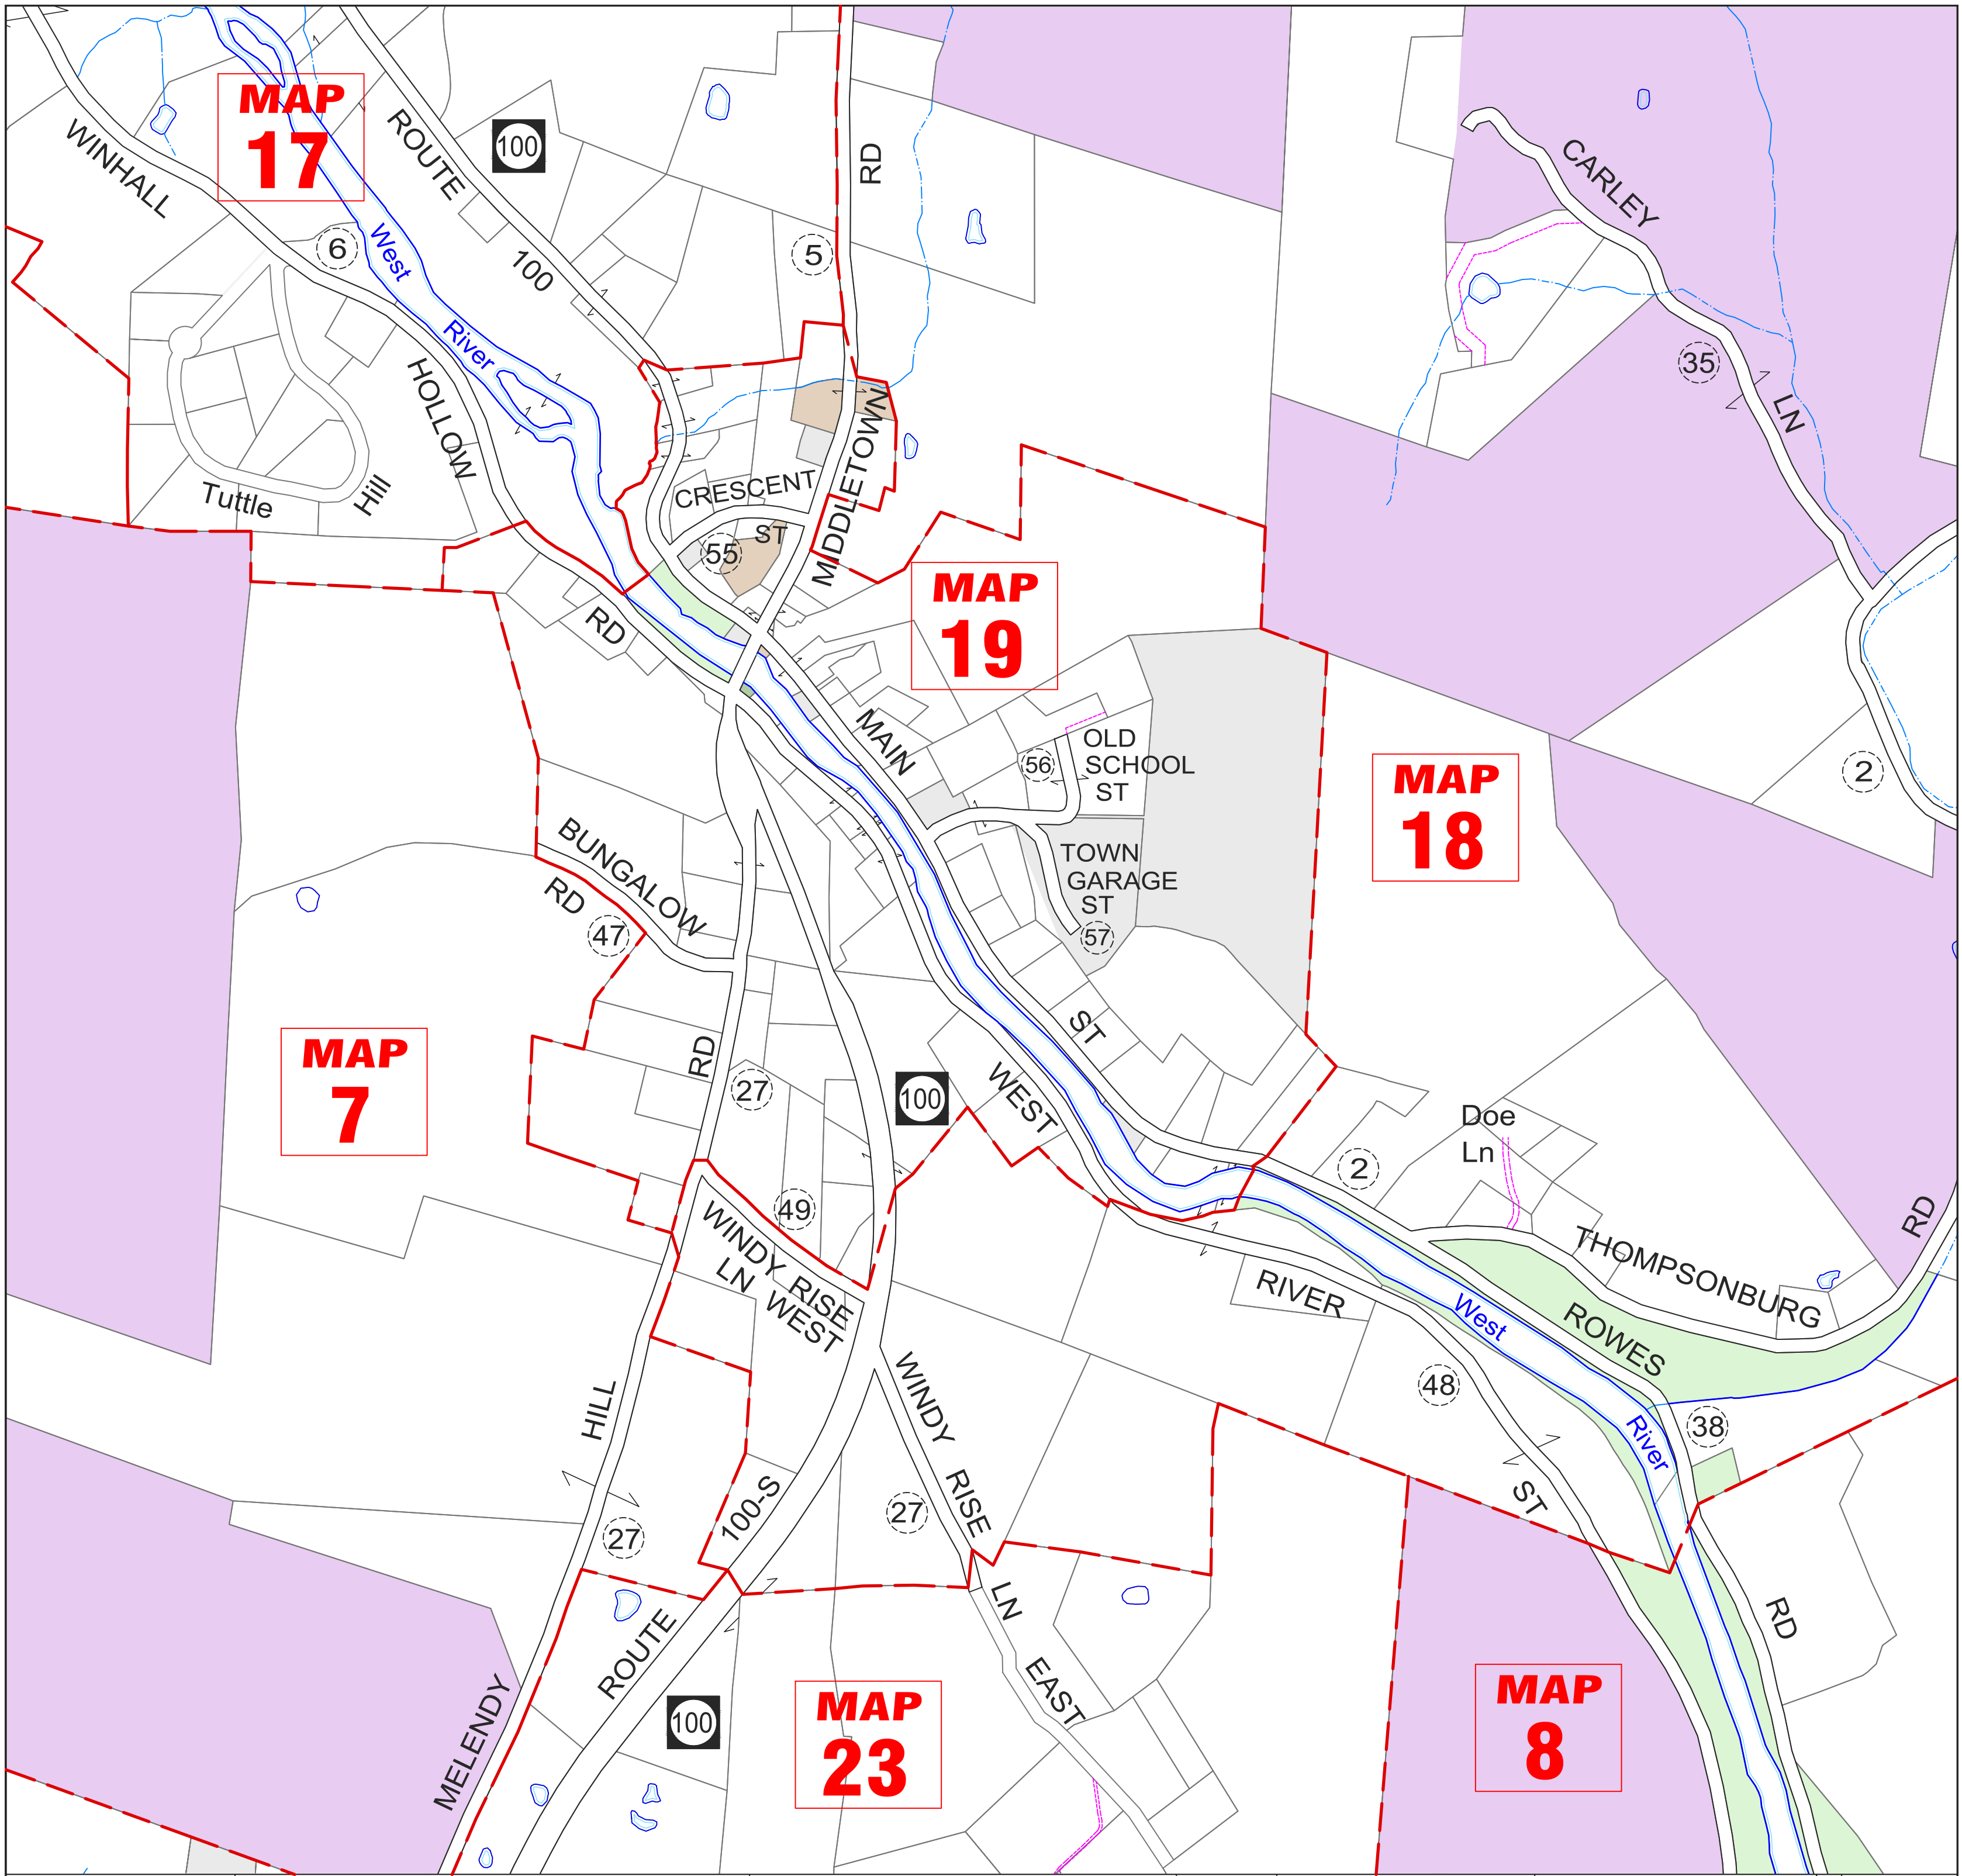 MAP
17
WINHALL
ROUTE
100
RD
CARLEY
6
West
100
5
River
HOLLOW
35
LN
MIDDLETOWN
CRESCENT
ST
Tuttle
Hill
55
RD
MAP
19
MAIN
OLD
SCHOOL
ST
56
MAP
18
2
BUNGALOW
RD
47
TOWN
GARAGE
ST
57
MAP
7
RD
27
100
WEST
ST
Doe
Ln
2
49
WINDY RISE
LN WEST
RIVER
THOMPSONBURG
RD
West
ROWES
HILL
WINDY
48
River
38
RISE
100-S
27
27
ST
LN
RD
ROUTE
EAST
MELENDY
100
MAP
23
MAP
8